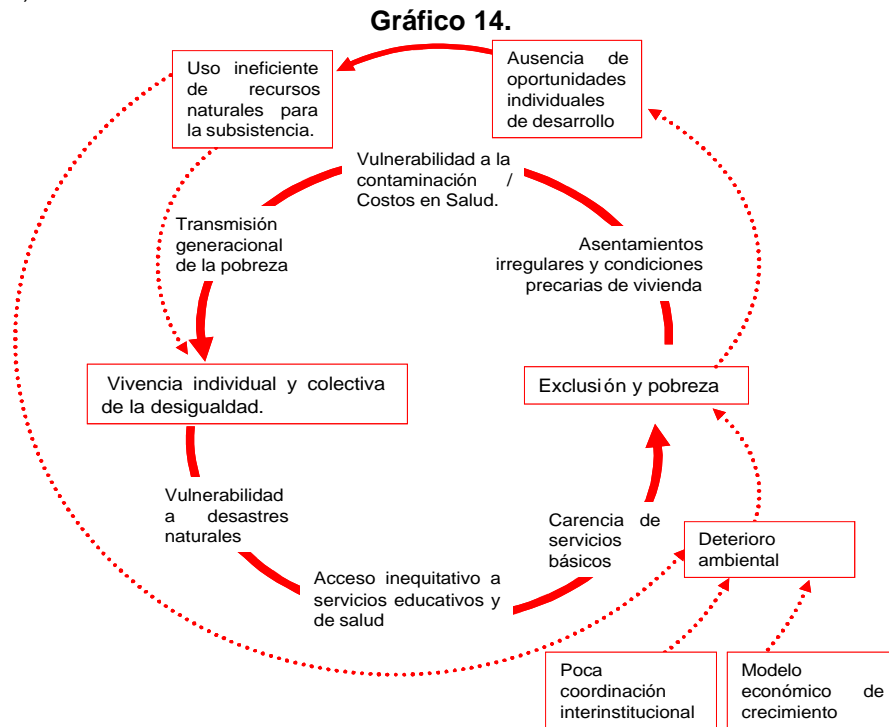 Gráfico 14.
Uso ineficiente
de recursos
naturales para
la subsistencia.
Ausencia de
oportunidades
individuales
de desarrollo
Vulnerabilidad a la
contaminación /
Costos en Salud.
Transmisión
generacional
de la pobreza
Asentamientos
irregulares y condiciones
precarias de vivienda
Vivencia individual y colectiva
de la desigualdad.
Exclusión y pobreza
Vulnerabilidad
a desastres
naturales
Acceso inequitativo a
servicios educativos y
de salud
Carencia de
servicios
básicos
Deterioro
ambiental
Poca
coordinación
interinstitucional
Modelo
económico de
crecimiento